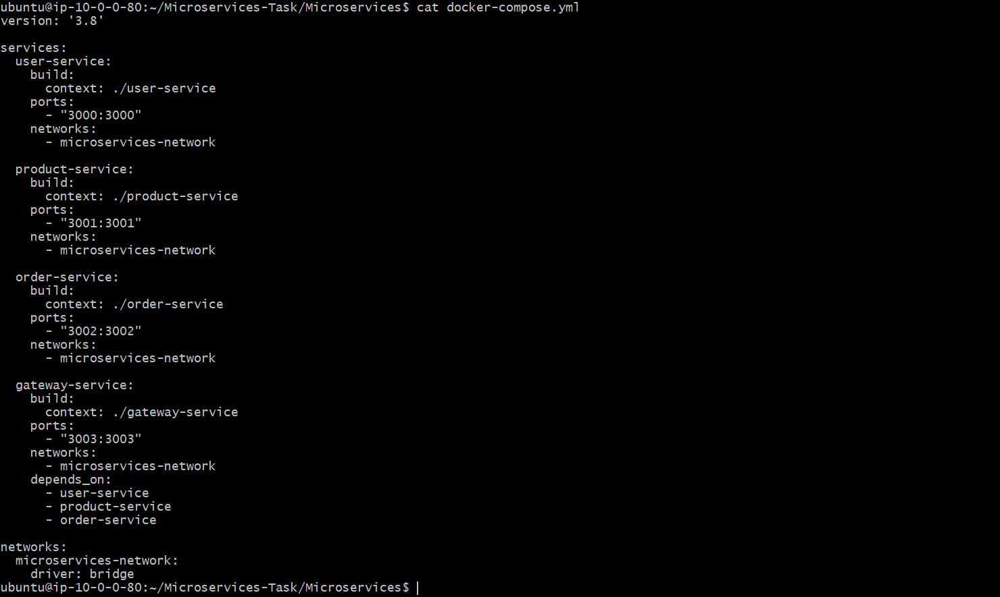 ubuntu@ip-10-0-0-80:~/Microservices-Task/Microservices$ cat docker-compose.yml
version: '3.8'

services:
  user-service:
    build:
      context: ./user-service
    ports:
      - "3000:3000"
    networks:
      - microservices-network

  product-service:
    build:
      context: ./product-service
    ports:
      - "3001:3001"
    networks:
      - microservices-network

  order-service:
    build:
      context: ./order-service
    ports:
      - "3002:3002"
    networks:
      - microservices-network

  gateway-service:
    build:
      context: ./gateway-service
    ports:
      - "3003:3003"
    networks:
      - microservices-network
    depends_on:
      - user-service
      - product-service
      - order-service

networks:
  microservices-network:
    driver: bridge
ubuntu@ip-10-0-0-80:~/Microservices-Task/Microservices$